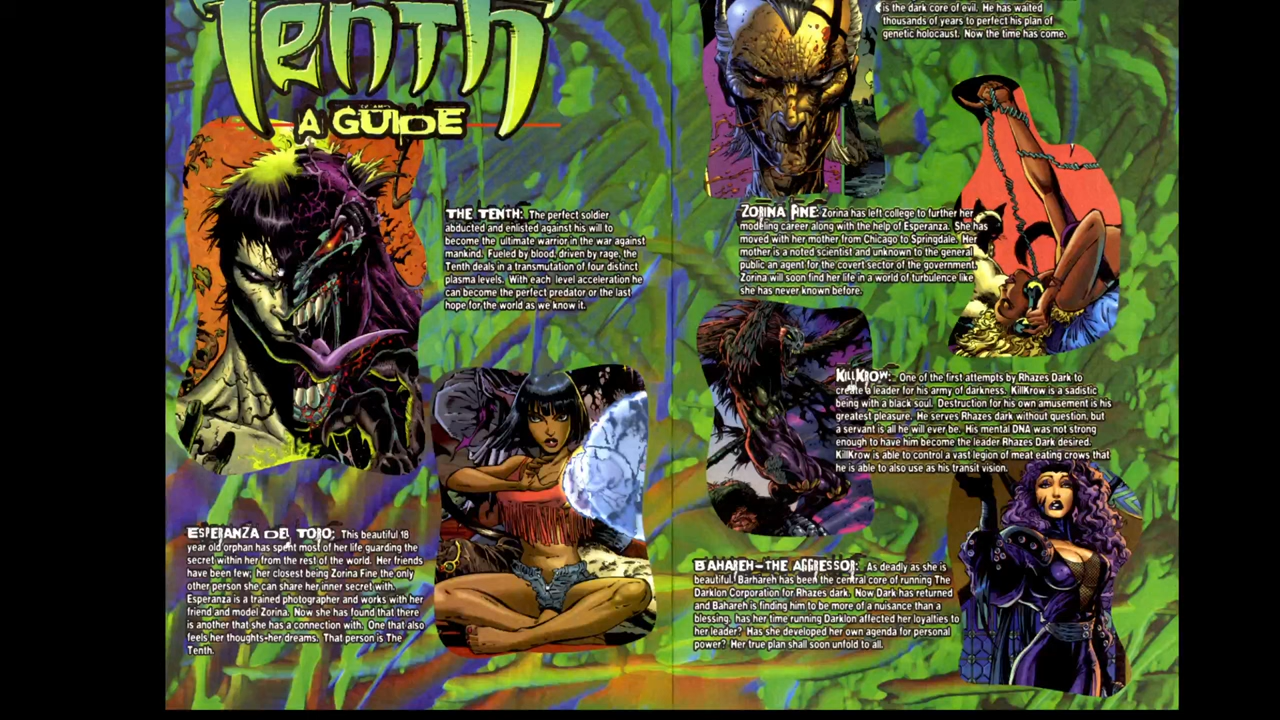 Tenth
A GUIDE
THE TENTH: The perfect soldier
abducted and enlisted against his will to
become the ultimate warrior in the war against
mankind. Fueled by blood, driven by rage, the
Tenth deals in a transmutation of four distinct
plasma levels. With each level acceleration he
can become the perfect predator or the last
hope for the world as we know it.
ESPERANZA DEL TORO: This beautiful 18
year old orphan has spent most of her life guarding the
secret within her from the rest of the world. Her friends
have been few; her closest being Zorina Fine the only
other person she can share her inner secret with.
Esperanza is a trained photographer and works with her
friend and model Zorina. Now she has found that there
is another that she has a connection with. One that also
feels her thoughts-her dreams. That person is The
Tenth.
is the dark core of evil. He has waited
thousands of years to perfect his plan of
genetic holocaust. Now the time has come.
ZORINA FINE: Zorina has left college to further her
modeling career along with the help of Esperanza. She has
moved with her mother from Chicago to Springdale. Her
mother is a noted scientist and unknown to the general
public an agent for the covert sector of the government.
Zorina will soon find her life in a world of turbulence like
she has never known before.
KILLKROW: One of the first attempts by Rhazes Dark to
create a leader for his army of darkness. KillKrow is a sadistic
being with a black soul. Destruction for his own amusement is his
greatest pleasure. He serves Rhazes dark without question, but
a servant is all he will ever be. His mental DNA was not strong
enough to have him become the leader Rhazes Dark desired.
KillKrow is able to control a vast legion of meat eating crows that
he is able to also use as his transit vision.
BAHAREH-THE AGGRESSOR: As deadly as she is
beautiful. Barhareh has been the central core of running The
Darklon Corporation for Rhazes dark. Now Dark has returned
and Bahareh is finding him to be more of a nuisance than a
blessing. has her time running Darklon affected her loyalties to
her leader? Has she developed her own agenda for personal
power? Her true plan shall soon unfold to all.